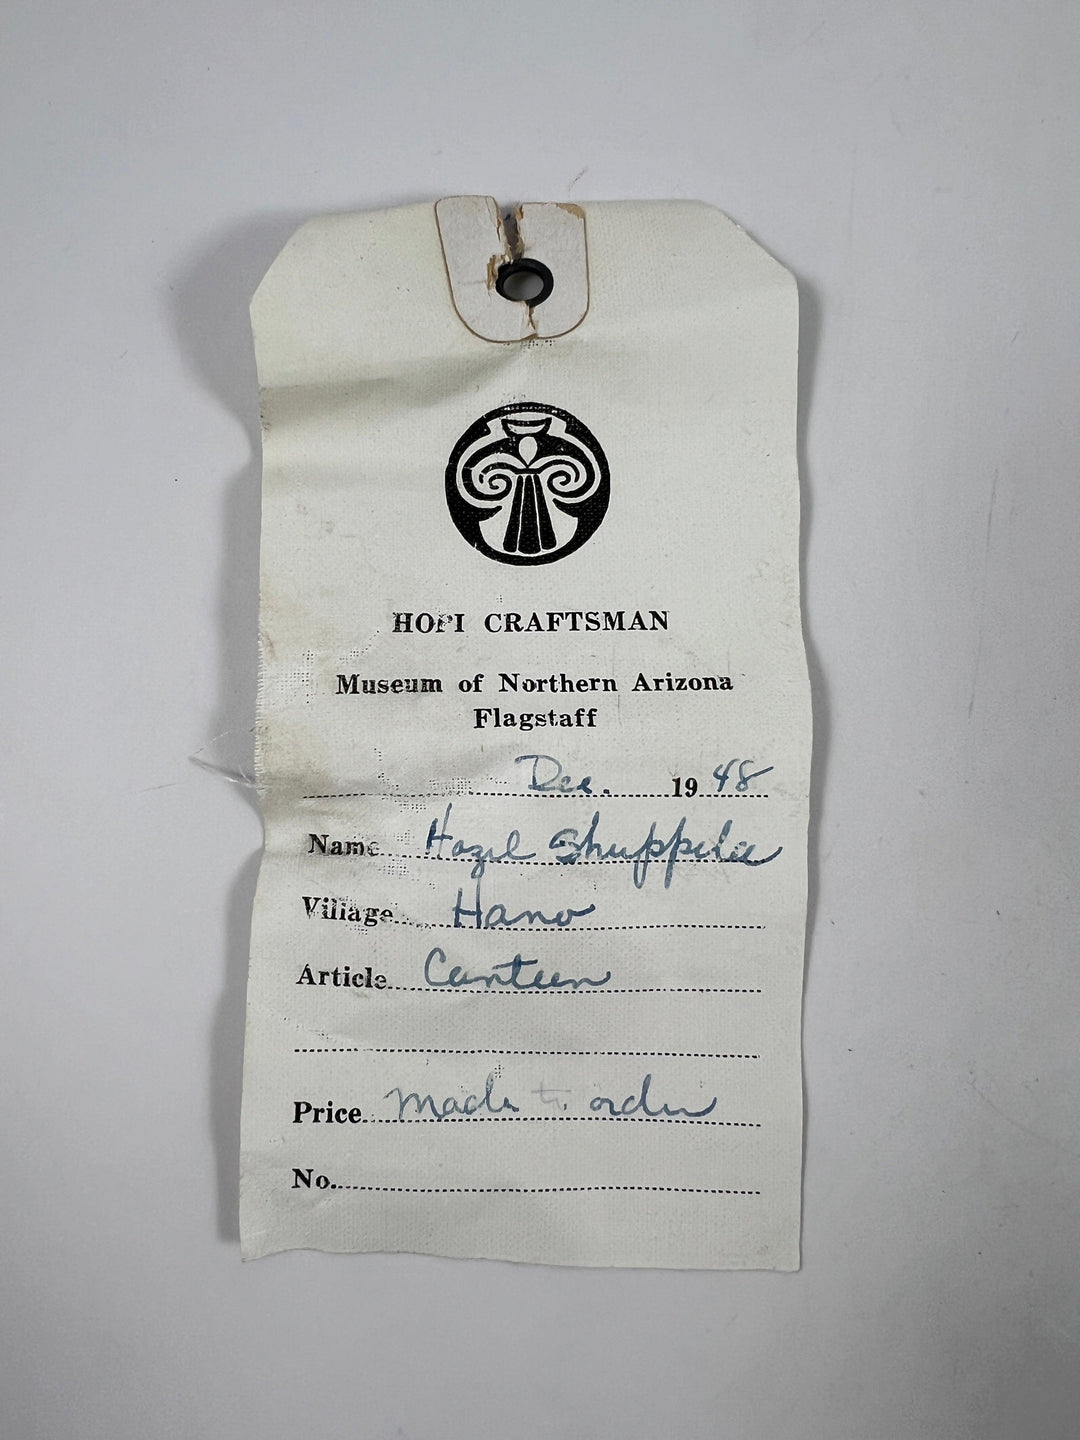 HOPI CRAFTSMAN
Museum of Northern Arizona
Flagstaff
Dec. 1948
Name Hazel Shuppela
Village Hano
Article Canteen
Price made to order
No.